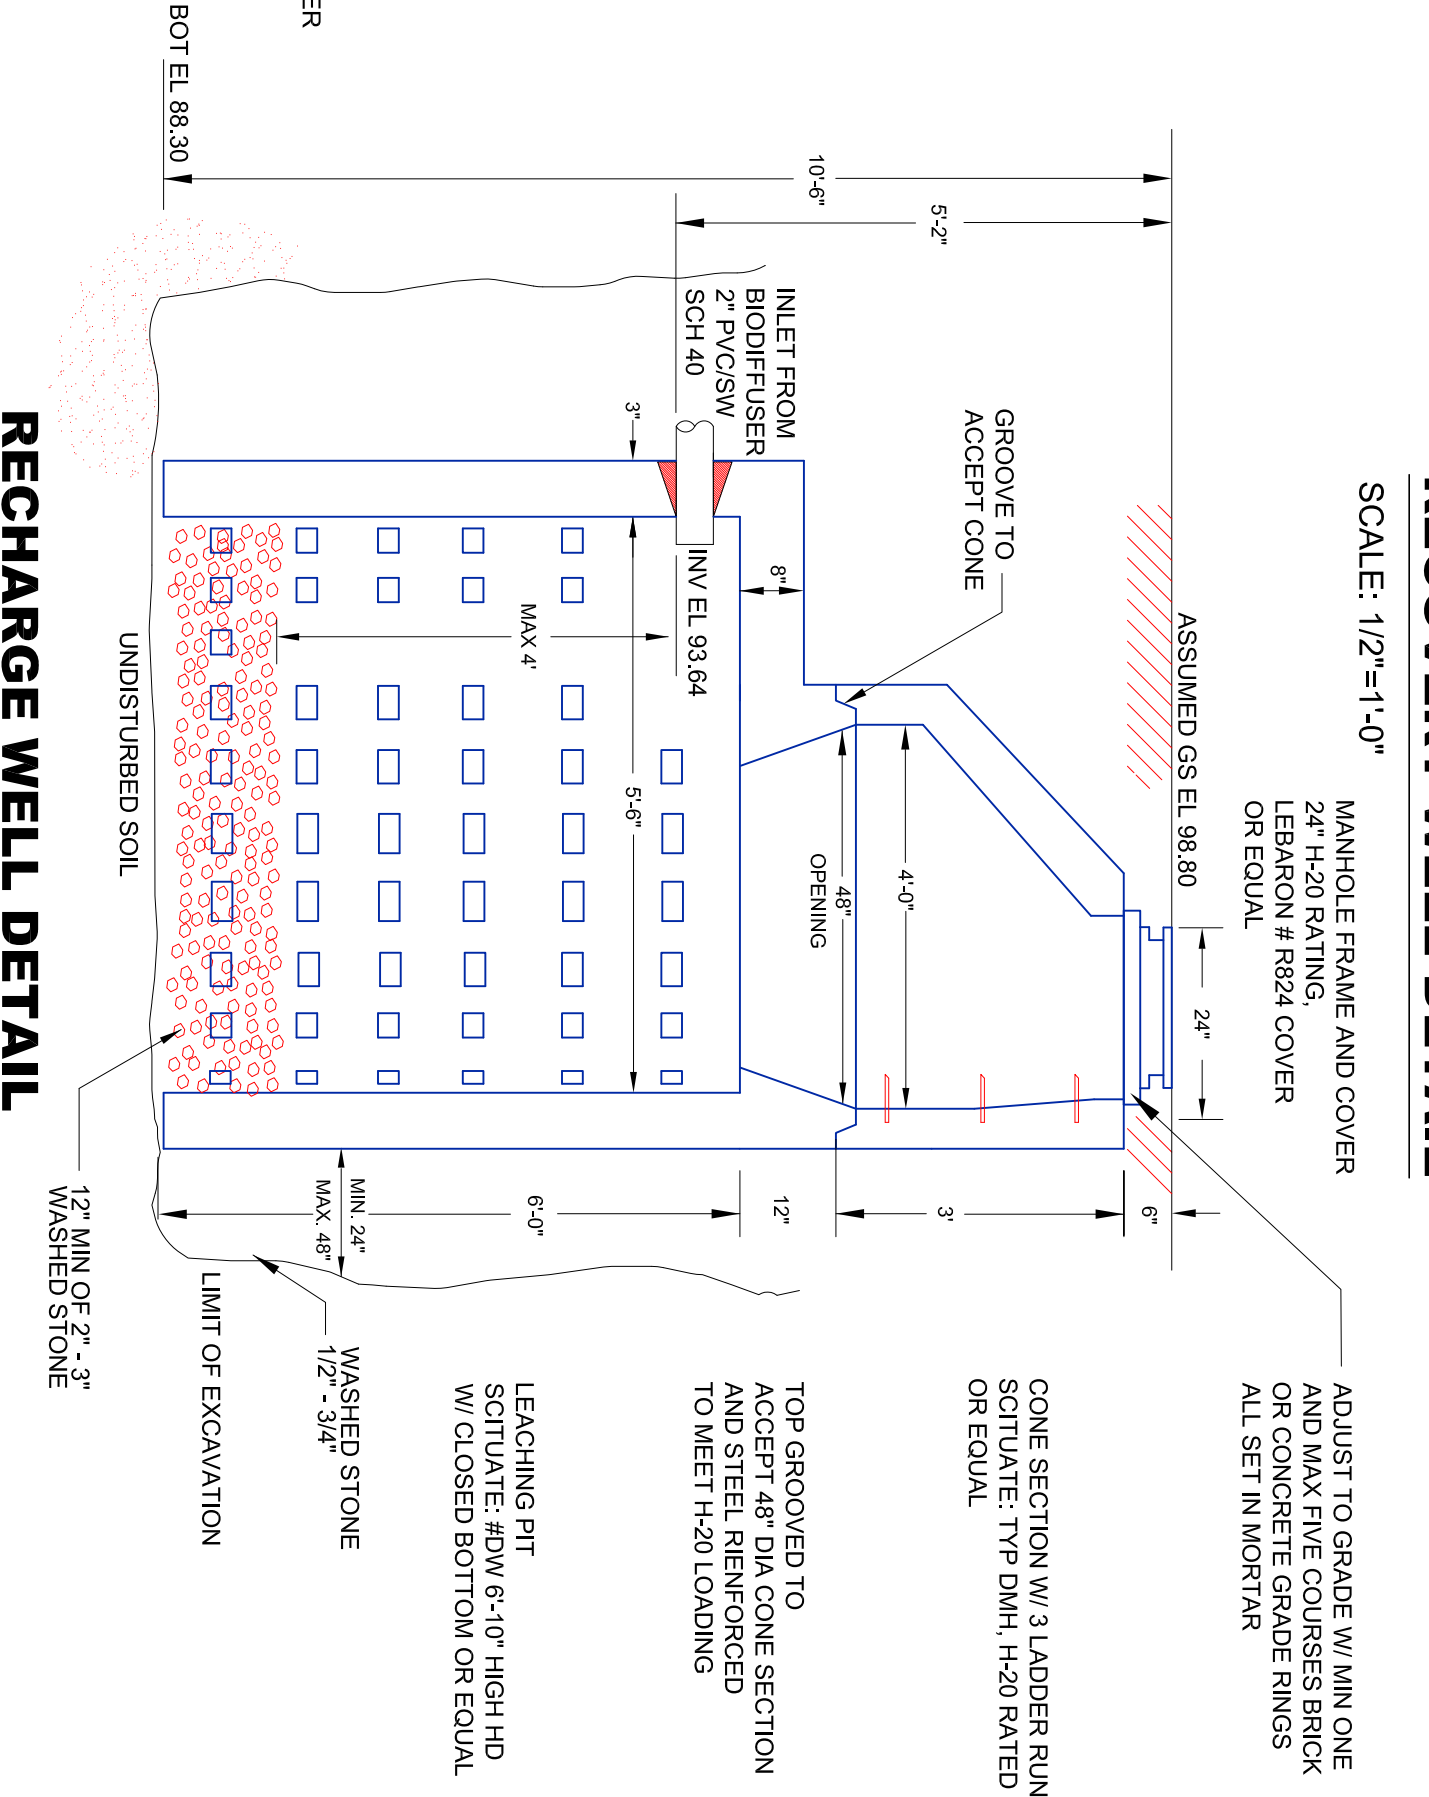 SCALE: 1/2"=1'-0"
MANHOLE FRAME AND COVER
24" H-20 RATING,
LEBARON # R824 COVER
OR EQUAL
ADJUST TO GRADE W/ MIN ONE
AND MAX FIVE COURSES BRICK
OR CONCRETE GRADE RINGS
ALL SET IN MORTAR
24"
ASSUMED GS EL 98.80
6"
10'-6"
5'-2"
GROOVE TO
ACCEPT CONE
4'-0"
48"
OPENING
3'
CONE SECTION W/ 3 LADDER RUN
SCITUATE: TYP DMH, H-20 RATED
OR EQUAL
INLET FROM
BIODIFFUSER
2" PVC/SW
SCH 40
8"
12"
TOP GROOVED TO
ACCEPT 48" DIA CONE SECTION
AND STEEL RIENFORCED
TO MEET H-20 LOADING
INV EL 93.64
3"
5'-6"
MAX 4'
6'-0"
LEACHING PIT
SCITUATE: #DW 6'-10" HIGH HD
W/ CLOSED BOTTOM OR EQUAL
MIN. 24"
MAX. 48"
WASHED STONE
1/2" - 3/4"
ER
BOT EL 88.30
LIMIT OF EXCAVATION
UNDISTURBED SOIL
12" MIN OF 2" - 3"
WASHED STONE
RECHARGE WELL DETAIL